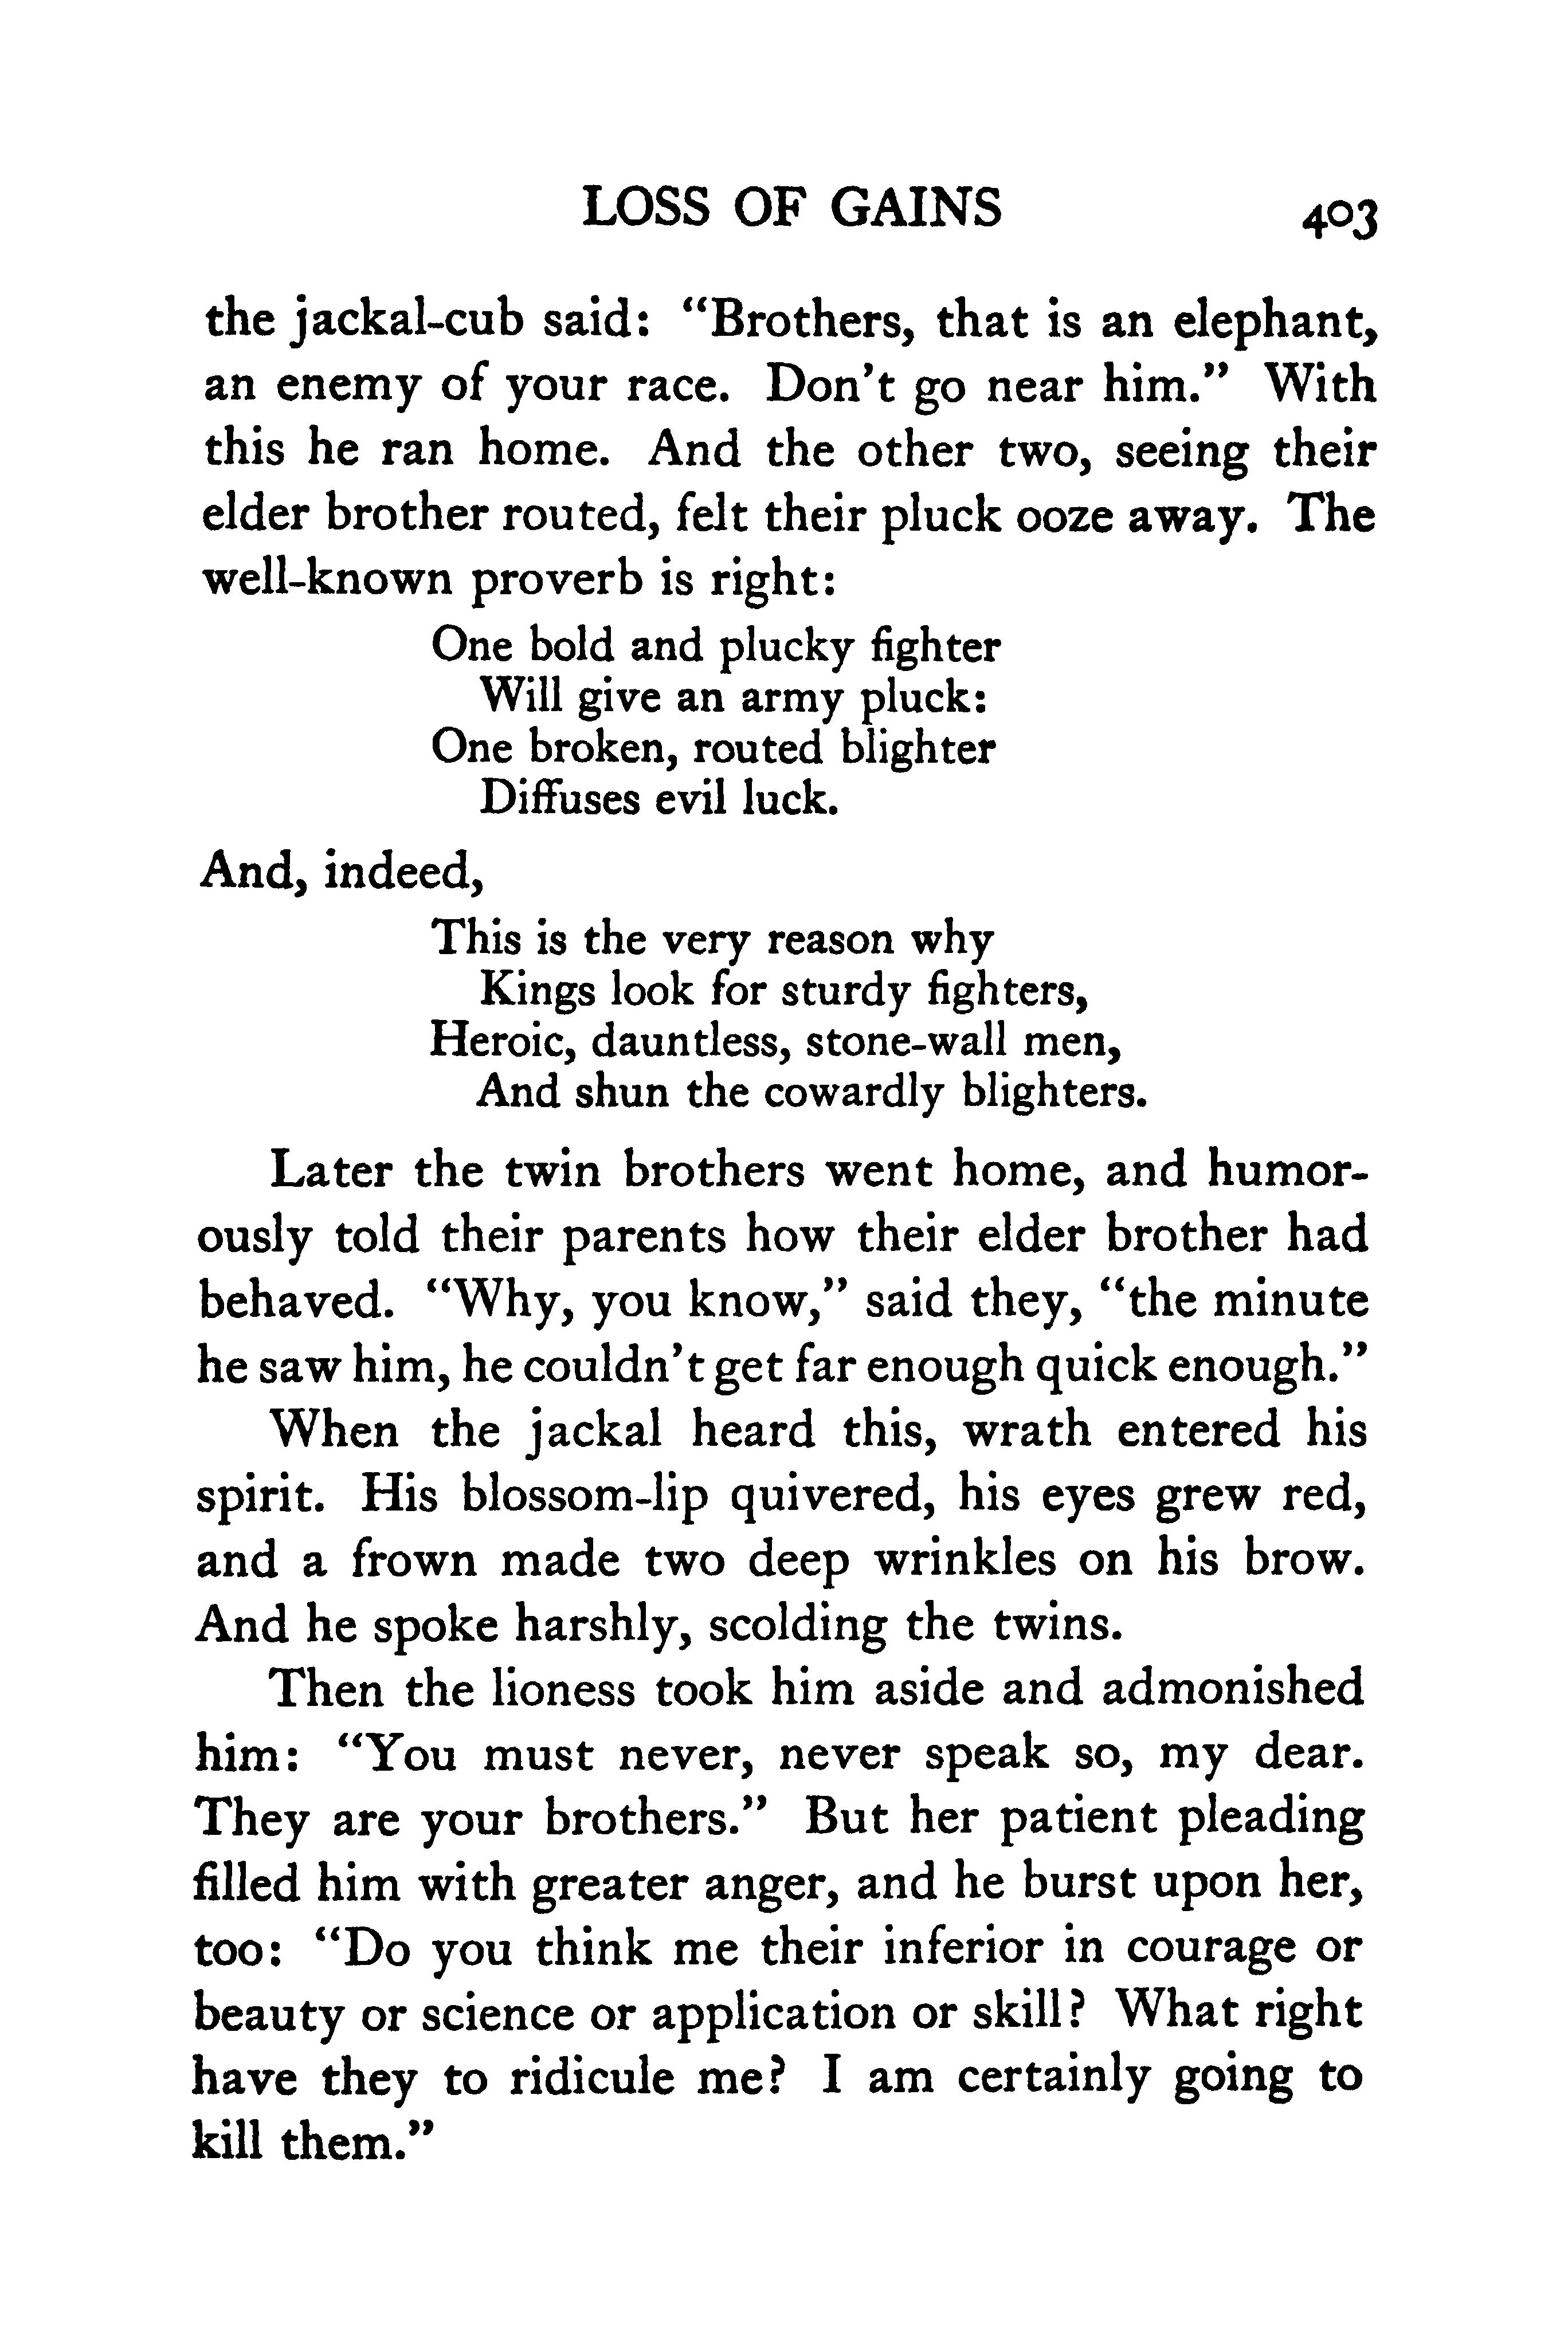 LOSS OF GAINS 403
the jackal-cub said: “Brothers, that is an elephant,
an enemy of your race. Don’t go near him.” With
this he ran home. And the other two, seeing their
elder brother routed, felt their pluck ooze away. The
well-known proverb is right:
One bold and plucky fighter
Will give an army pluck:
One broken, routed blighter
Diffuses evil luck.
And, indeed,
This is the very reason why
Kings look for sturdy fighters,
Heroic, dauntless, stone-wall men,
And shun the cowardly blighters.
Later the twin brothers went home, and humor-
ously told their parents how their elder brother had
behaved. “Why, you know,” said they, “the minute
he saw him, he couldn’t get far enough quick enough.”
When the jackal heard this, wrath entered his
spirit. His blossom-lip quivered, his eyes grew red,
and a frown made two deep wrinkles on his brow.
And he spoke harshly, scolding the twins.
Then the lioness took him aside and admonished
him: “You must never, never speak so, my dear.
They are your brothers.” But her patient pleading
filled him with greater anger, and he burst upon her,
too: “Do you think me their inferior in courage or
beauty or science or application or skill? What right
have they to ridicule me? I am certainly going to
kill them.”